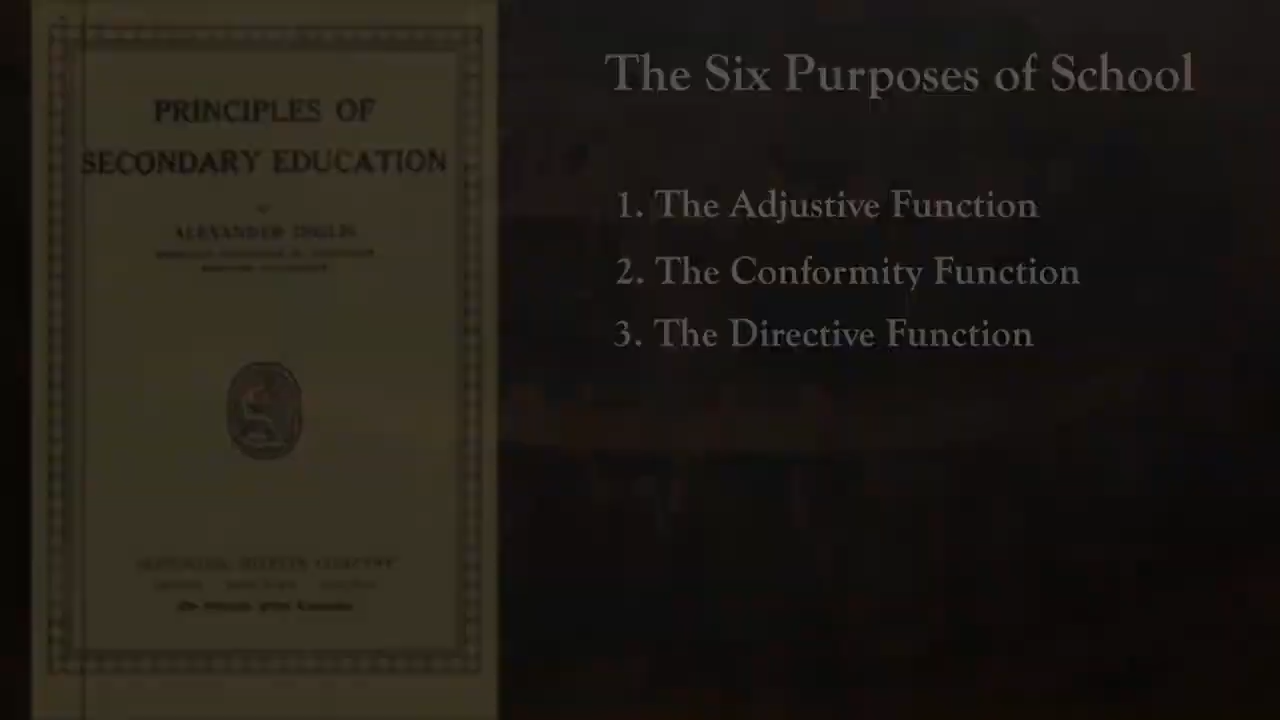 PRINCIPLES OF
SECONDARY EDUCATION
ALEXANDER INGLIS
The Six Purposes of School
1. The Adjustive Function
2. The Conformity Function
3. The Directive Function